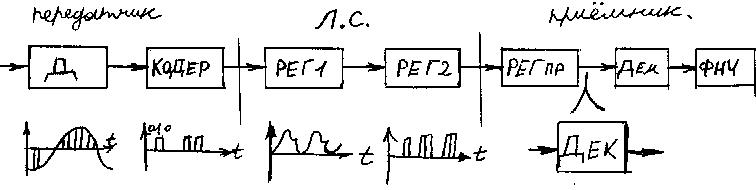 передатчик Л.С. приёмник.
Д КОДЕР РЕГ1 РЕГ2 РЕГпр ДЕМ ФНЧ
t 010 t t t ДЕК